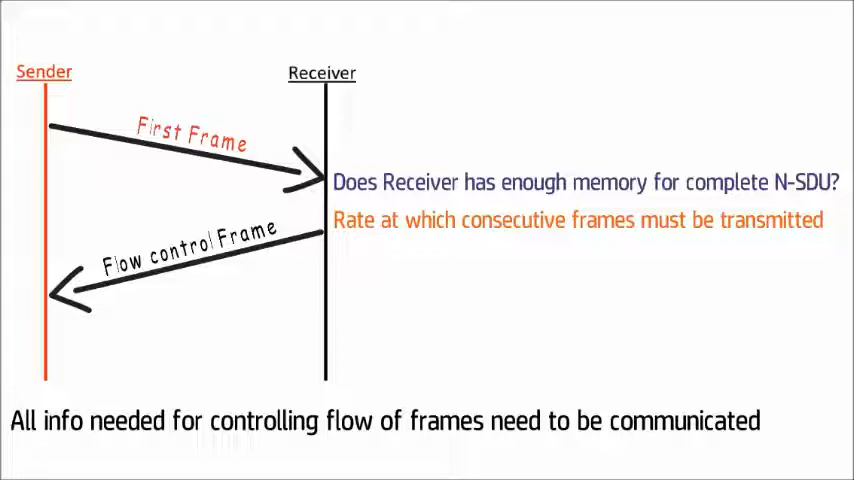 Sender
Receiver
First Frame
Does Receiver has enough memory for complete N-SDU?
Rate at which consecutive frames must be transmitted
Flow control Frame
All info needed for controlling flow of frames need to be communicated